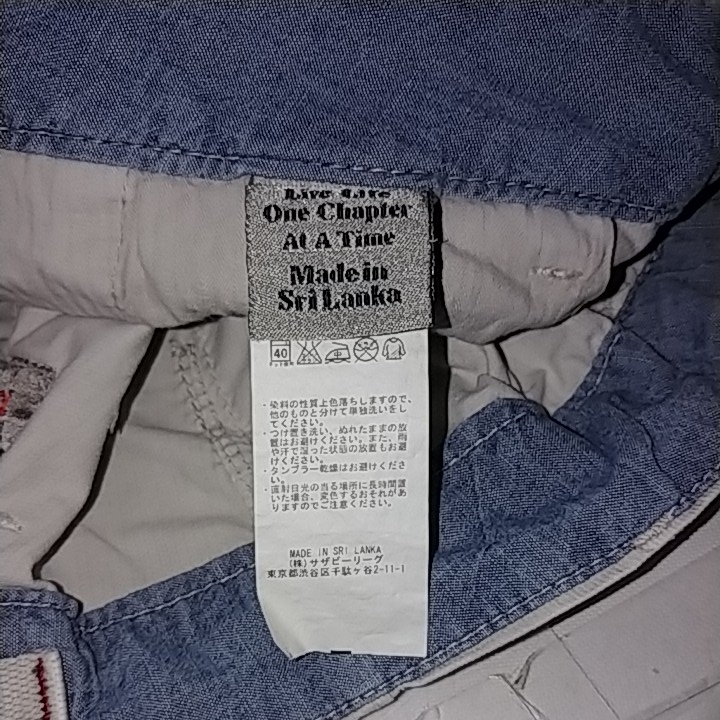 Live Life
One Chapter
At A Time
Made in
Sri Lanka
40
・染料の性質上色落ちしますので、
他のものと分けて単独洗いをし
てください。
・つけ置き洗い、ぬれたままの放
置はお避けください。また、雨
や汗で湿った状態の放置もお避
けください。
・タンブラー乾燥はお避けくださ
い。
・直射日光の当る場所に長時間置
いた場合、変色するおそれがあ
りますのでご注意ください。
MADE IN SRI LANKA
(株)サザビーリーグ
東京都渋谷区千駄ヶ谷2-11-1